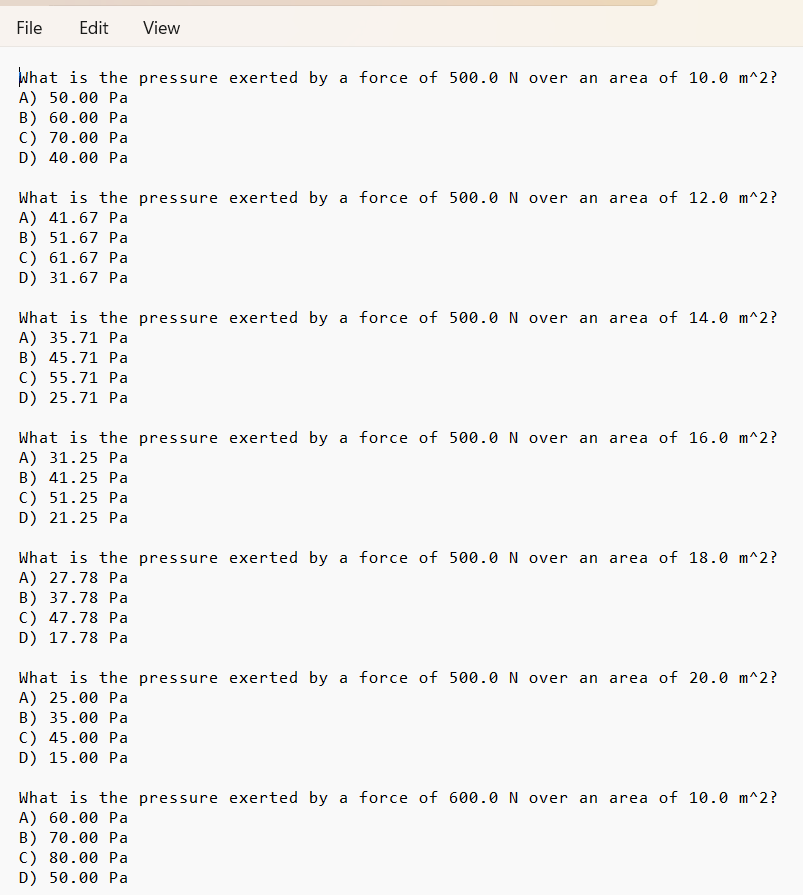 File Edit View
What is the pressure exerted by a force of 500.0 N over an area of 10.0 m^2?
A) 50.00 Pa
B) 60.00 Pa
C) 70.00 Pa
D) 40.00 Pa
What is the pressure exerted by a force of 500.0 N over an area of 12.0 m^2?
A) 41.67 Pa
B) 51.67 Pa
C) 61.67 Pa
D) 31.67 Pa
What is the pressure exerted by a force of 500.0 N over an area of 14.0 m^2?
A) 35.71 Pa
B) 45.71 Pa
C) 55.71 Pa
D) 25.71 Pa
What is the pressure exerted by a force of 500.0 N over an area of 16.0 m^2?
A) 31.25 Pa
B) 41.25 Pa
C) 51.25 Pa
D) 21.25 Pa
What is the pressure exerted by a force of 500.0 N over an area of 18.0 m^2?
A) 27.78 Pa
B) 37.78 Pa
C) 47.78 Pa
D) 17.78 Pa
What is the pressure exerted by a force of 500.0 N over an area of 20.0 m^2?
A) 25.00 Pa
B) 35.00 Pa
C) 45.00 Pa
D) 15.00 Pa
What is the pressure exerted by a force of 600.0 N over an area of 10.0 m^2?
A) 60.00 Pa
B) 70.00 Pa
C) 80.00 Pa
D) 50.00 Pa